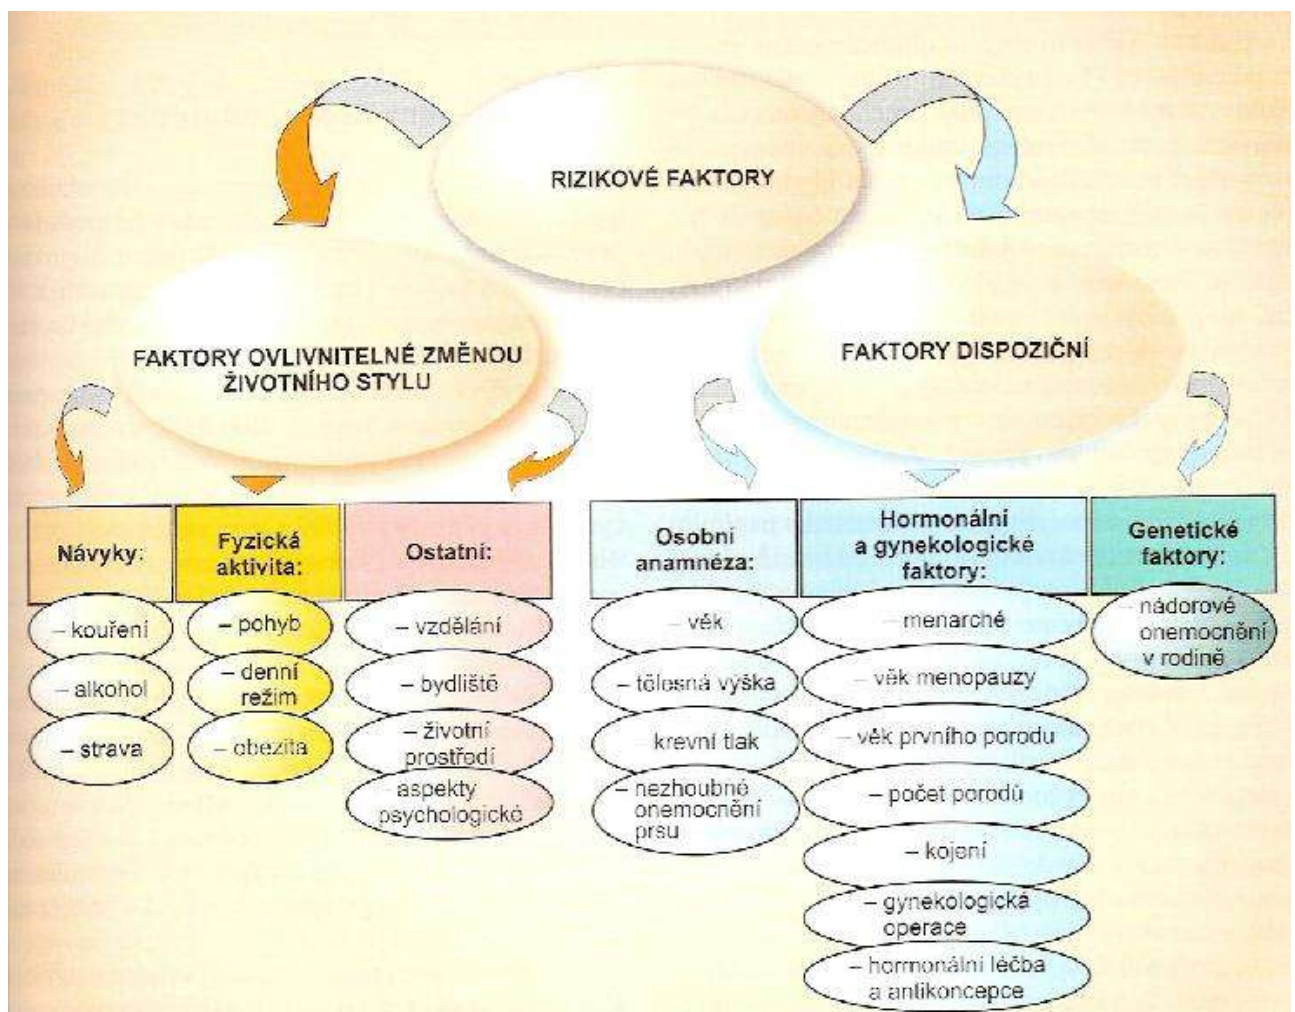 RIZIKOVÉ FAKTORY
FAKTORY OVLIVNITELNÉ ZMĚNOU
ŽIVOTNÍHO STYLU
FAKTORY DISPOZIČNÍ
Návyky:
– kouření
– alkohol
– strava
Fyzická
aktivita:
– pohyb
– denní
režim
– obezita
Ostatní:
– vzdělání
– bydliště
– životní
prostředí
– aspekty
psychologické
Osobní
anamnéza:
– věk
– tělesná výška
– krevní tlak
– nezhoubné
onemocnění
prsu
Hormonální
a gynekologické
faktory:
– menarché
– věk menopauzy
– věk prvního porodu
– počet porodů
– kojení
– gynekologická
operace
– hormonální léčba
a antikoncepce
Genetické
faktory:
– nádorové
onemocnění
v rodině